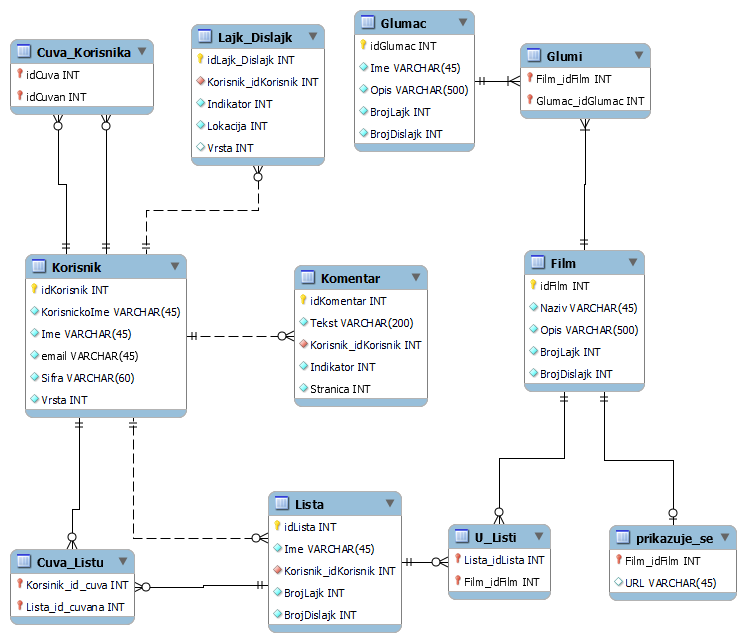 Cuva_Korisnika
idCuva INT
idCuvan INT
Lajk_Dislajk
idLajk_Dislajk INT
Korisnik_idKorisnik INT
Indikator INT
Lokacija INT
Vrsta INT
Glumac
idGlumac INT
Ime VARCHAR(45)
Opis VARCHAR(500)
BrojLajk INT
BrojDislajk INT
Glumi
Film_idFilm INT
Glumac_idGlumac INT
Korisnik
idKorisnik INT
KorisnickoIme VARCHAR(45)
Ime VARCHAR(45)
email VARCHAR(45)
Sifra VARCHAR(60)
Vrsta INT
Komentar
idKomentar INT
Tekst VARCHAR(200)
Korisnik_idKorisnik INT
Indikator INT
Stranica INT
Film
idFilm INT
Naziv VARCHAR(45)
Opis VARCHAR(500)
BrojLajk INT
BrojDislajk INT
Cuva_Listu
Korsinik_id_cuva INT
Lista_id_cuvana INT
Lista
idLista INT
Ime VARCHAR(45)
Korisnik_idKorisnik INT
BrojLajk INT
BrojDislajk INT
U_Listi
Lista_idLista INT
Film_idFilm INT
prikazuje_se
Film_idFilm INT
URL VARCHAR(45)